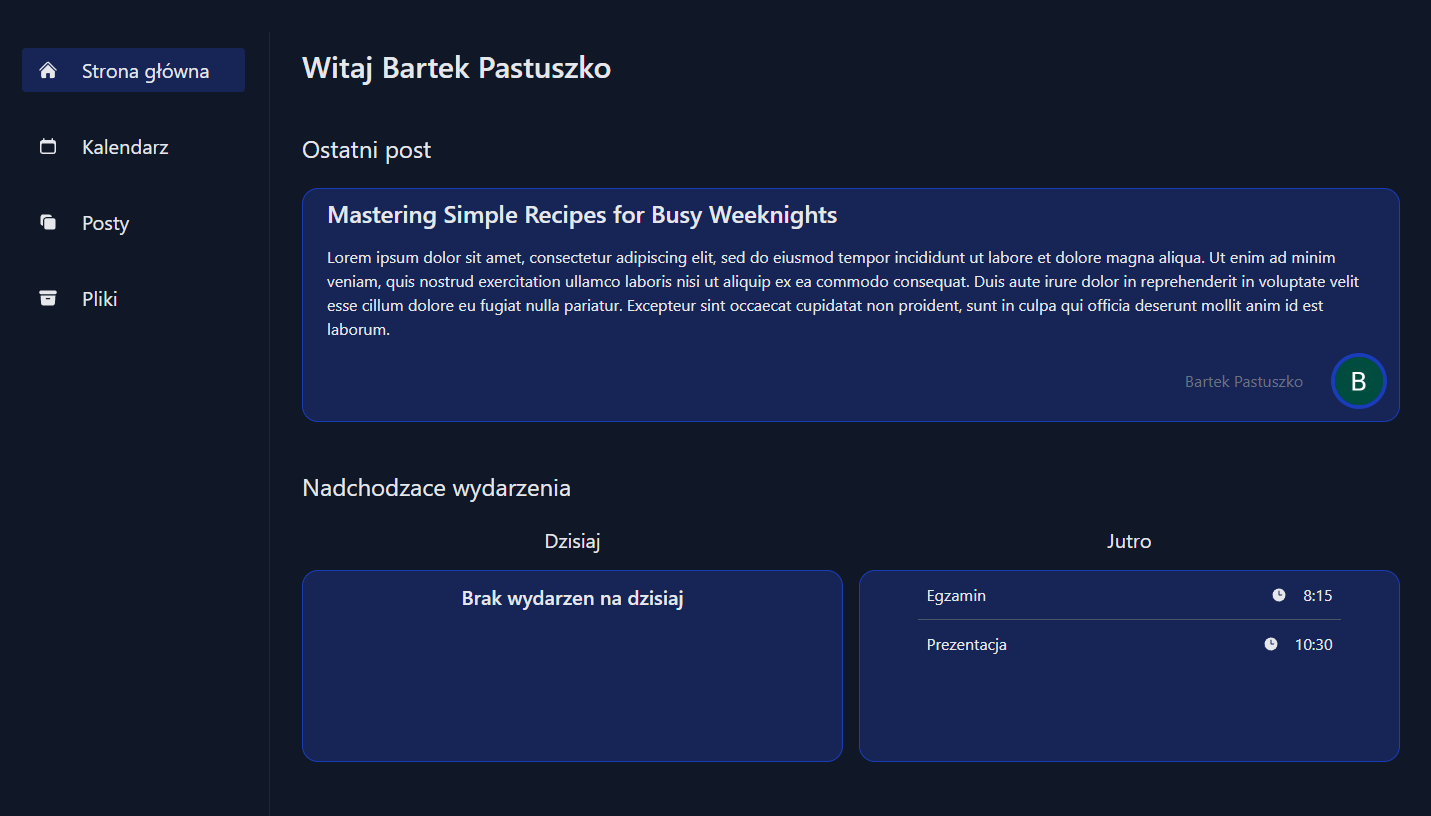 Strona główna
Kalendarz
Posty
Pliki
Witaj Bartek Pastuszko
Ostatni post
Mastering Simple Recipes for Busy Weeknights
Lorem ipsum dolor sit amet, consectetur adipiscing elit, sed do eiusmod tempor incididunt ut labore et dolore magna aliqua. Ut enim ad minim
veniam, quis nostrud exercitation ullamco laboris nisi ut aliquip ex ea commodo consequat. Duis aute irure dolor in reprehenderit in voluptate velit
esse cillum dolore eu fugiat nulla pariatur. Excepteur sint occaecat cupidatat non proident, sunt in culpa qui officia deserunt mollit anim id est
laborum.
Bartek Pastuszko
B
Nadchodzace wydarzenia
Dzisiaj
Brak wydarzen na dzisiaj
Jutro
Egzamin 8:15
Prezentacja 10:30